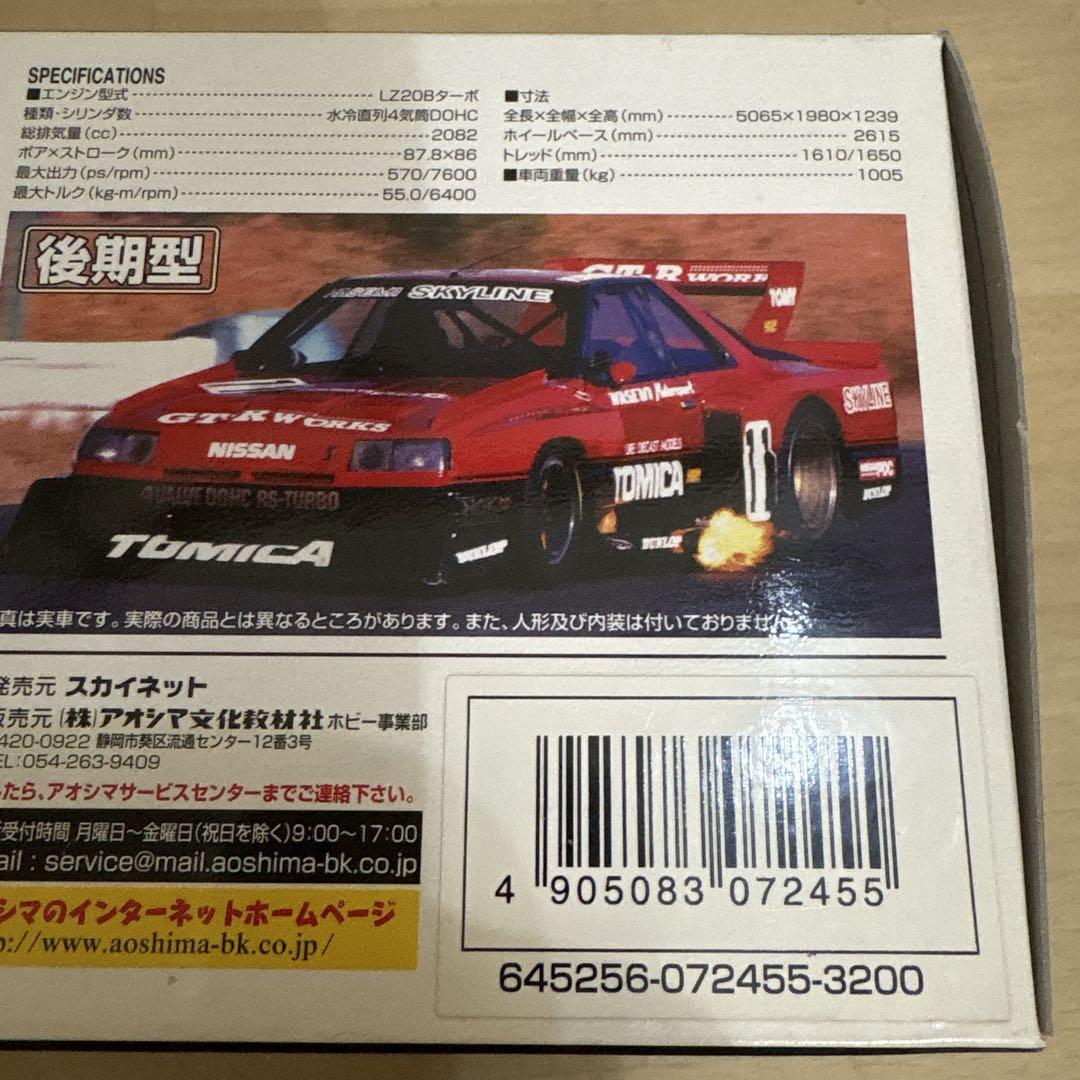 SPECIFICATIONS
■エンジン型式 LZ20Bターボ
種類・シリンダ数 水冷直列4気筒DOHC
総排気量(cc) 2082
ボア×ストローク(mm) 87.8×86
最大出力(ps/rpm) 570/7600
最大トルク(kg-m/rpm) 55.0/6400
■寸法
全長×全幅×全高(mm) 5065×1980×1239
ホイールベース(mm) 2615
トレッド(mm) 1610/1650
■車両重量(kg) 1005
後期型
GT-R WORK
TOMY
HASEMI SKYLINE
SKYLINE
GT-R WORKS
NISSAN
4VALVE DOHC RS-TURBO
TOMICA
DUNLOP
TOMICA
DUNLOP
DUNLOP
真は実車です。実際の商品とは異なるところがあります。また、人形及び内装は付いておりません
発売元 スカイネット
販売元 (株)アオシマ文化教材社 ホビー事業部
420-0922 静岡市葵区流通センター12番3号
EL:054-263-9409
したら、アオシマサービスセンターまでご連絡下さい。
受付時間 月曜日〜金曜日(祝日を除く)9:00〜17:00
ail : service@mail.aoshima-bk.co.jp
シマのインターネットホームページ
p://www.aoshima-bk.co.jp/
4 905083 072455
645256-072455-3200